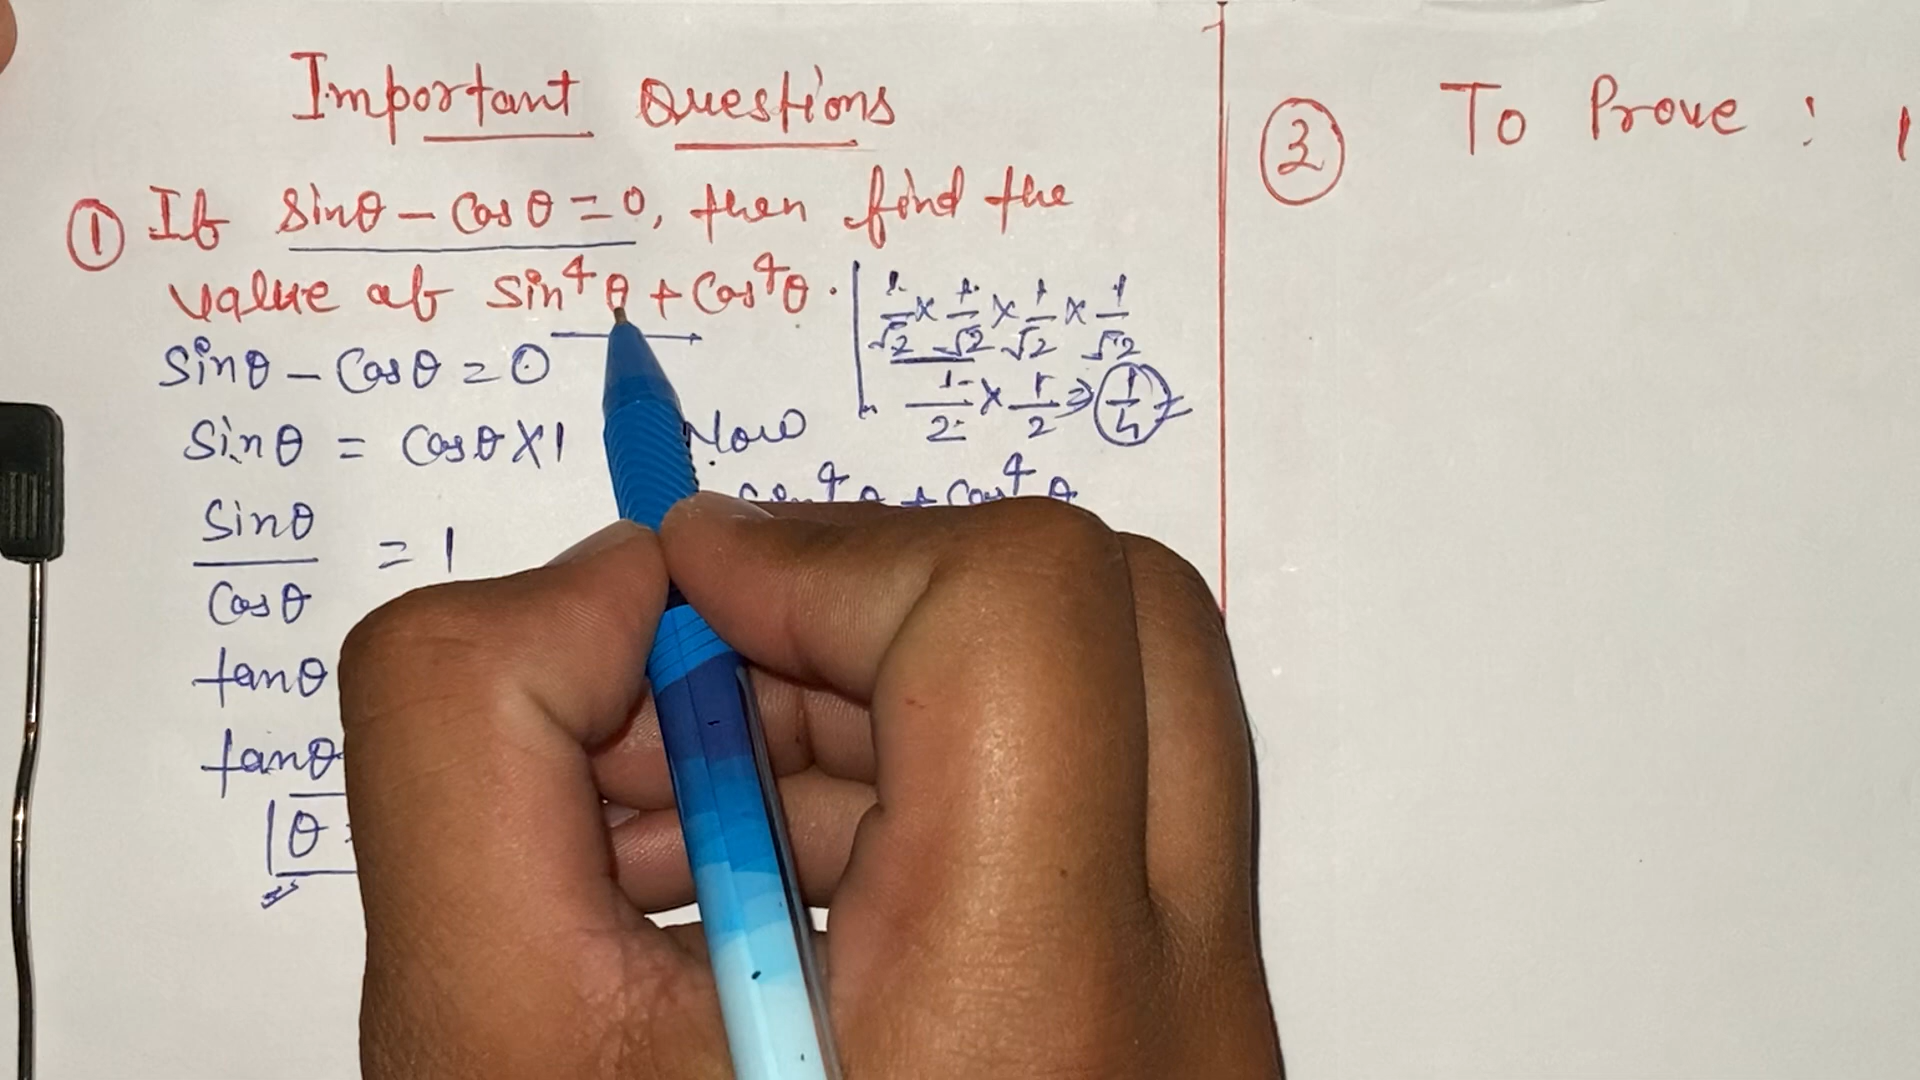 Important Questions
① If sinθ - Cosθ = 0, then find the
value of sin⁴θ + Cos⁴θ.
Sinθ - Cosθ = 0
Sinθ = Cosθ × 1
Sinθ/Cosθ = 1
tanθ
tanθ
θ =
1/√2 × 1/√2 × 1/√2 × 1/√2
1/2 × 1/2 ⇒ 1/4
Now
Sin⁴θ + Cos⁴θ
② To Prove :